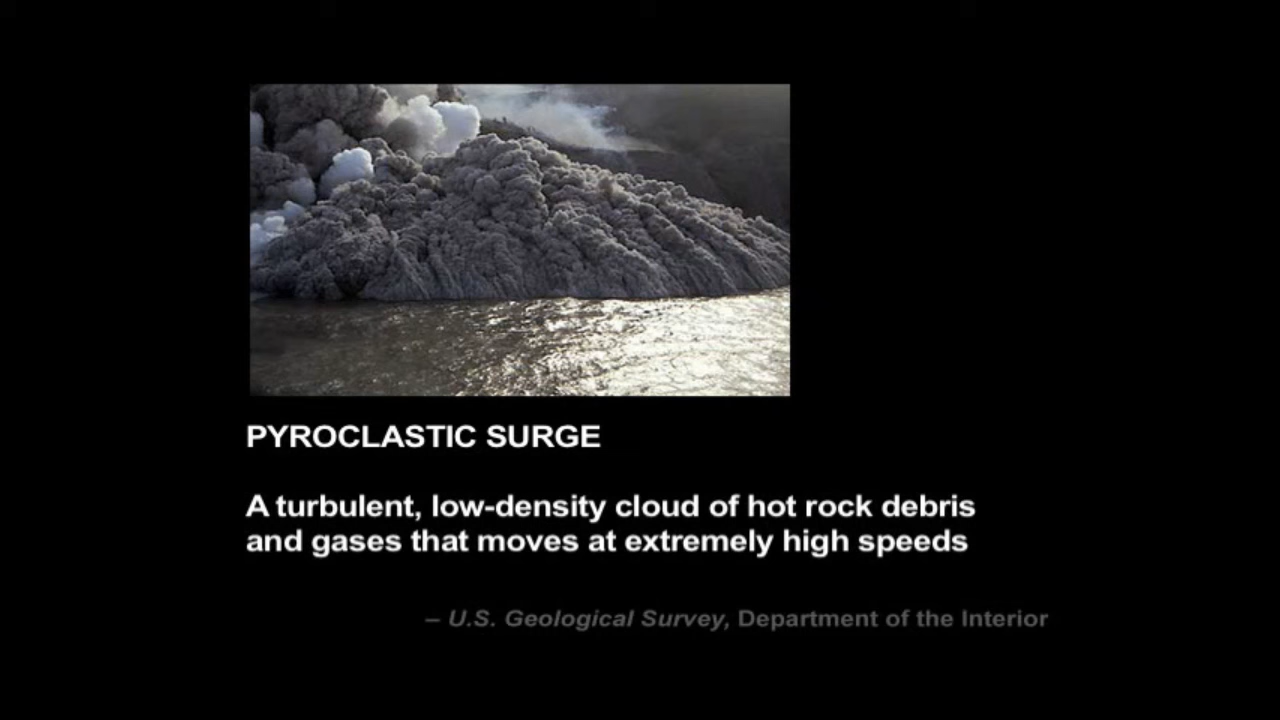 PYROCLASTIC SURGE
A turbulent, low-density cloud of hot rock debris
and gases that moves at extremely high speeds
– U.S. Geological Survey, Department of the Interior